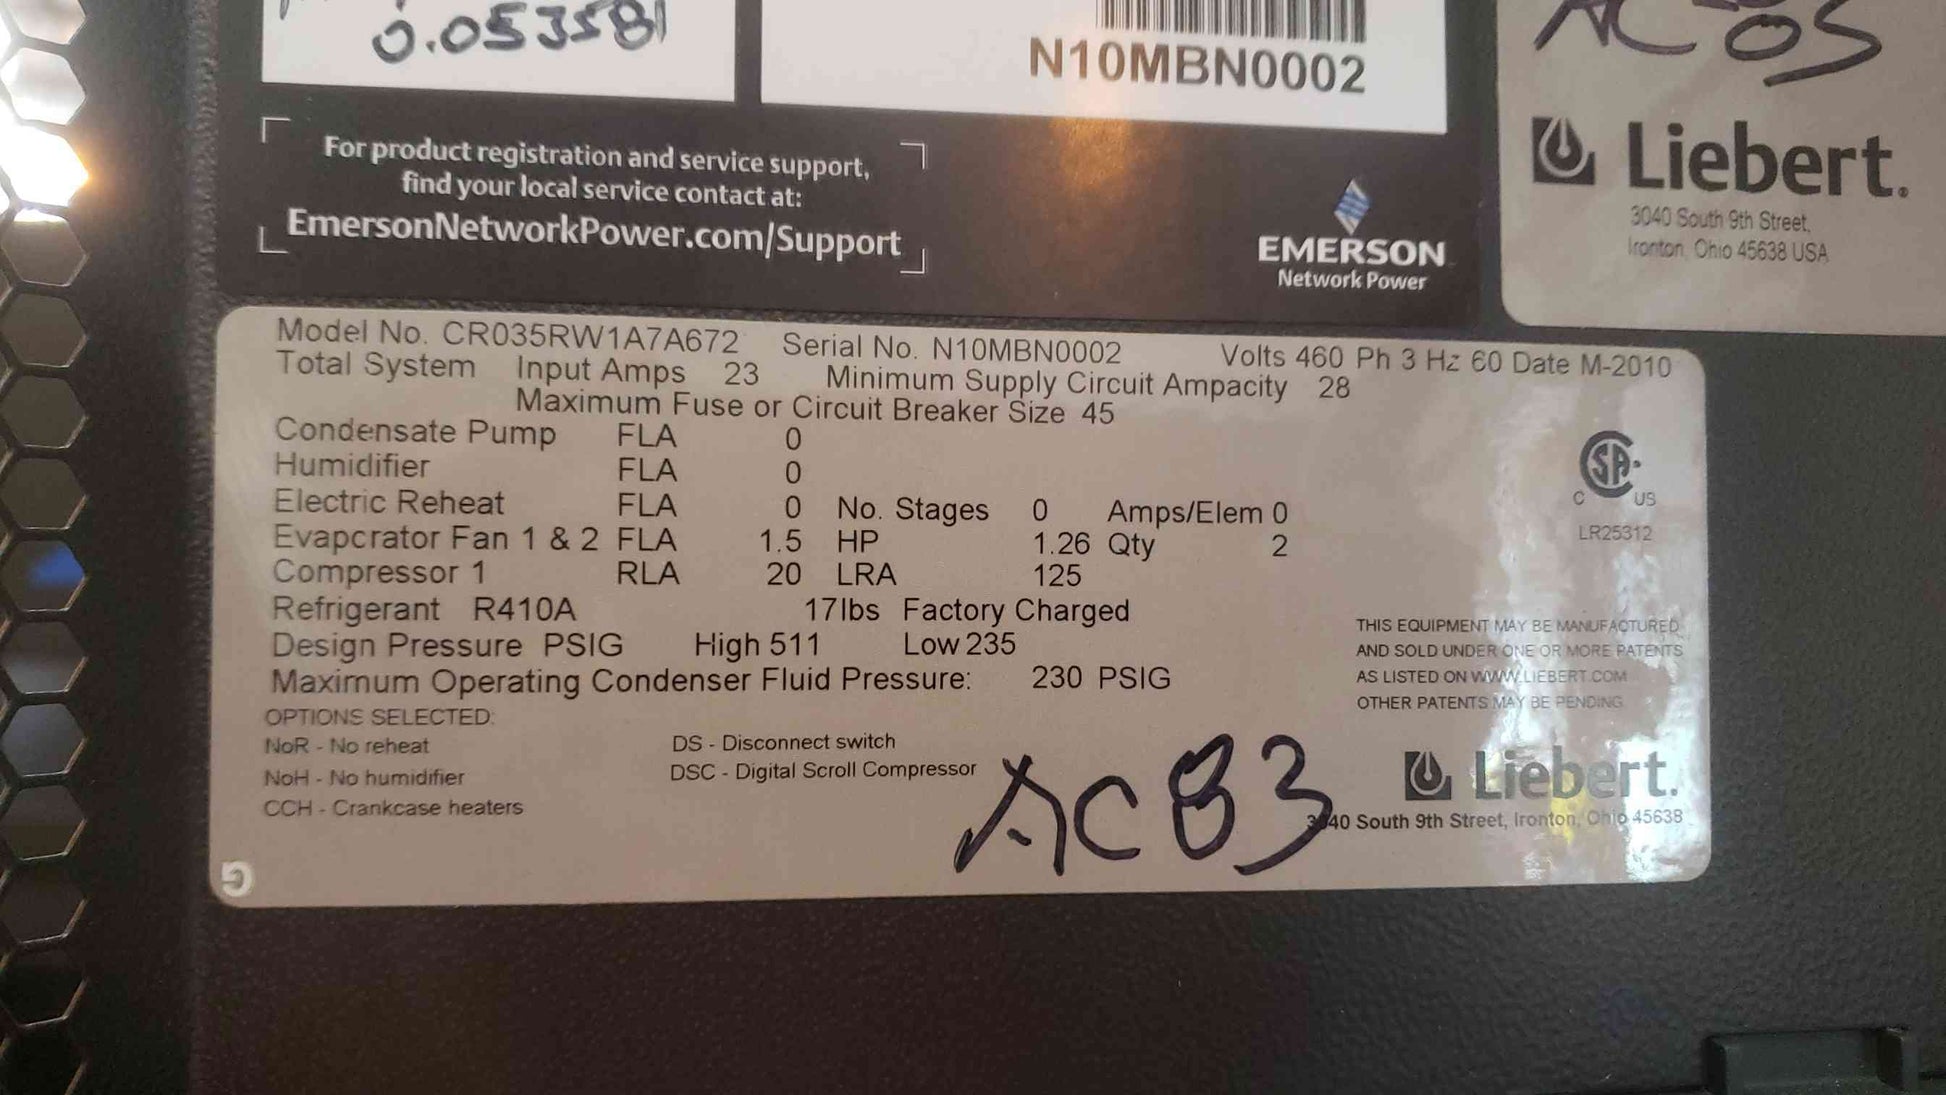 0.053581
N10MBN0002
For product registration and service support,
find your local service contact at:
EmersonNetworkPower.com/Support
EMERSON
Network Power
Liebert.
3040 South 9th Street,
Ironton, Ohio 45638 USA
Model No. CR035RW1A7A672 Serial No. N10MBN0002 Volts 460 Ph 3 Hz 60 Date M-2010
Total System Input Amps 23 Minimum Supply Circuit Ampacity 28
Maximum Fuse or Circuit Breaker Size 45
Condensate Pump FLA 0
Humidifier FLA 0
Electric Reheat FLA 0 No. Stages 0 Amps/Elem 0
Evaporator Fan 1 & 2 FLA 1.5 HP 1.26 Qty 2
Compressor 1 RLA 20 LRA 125
Refrigerant R410A 17lbs Factory Charged
Design Pressure PSIG High 511 Low 235
Maximum Operating Condenser Fluid Pressure: 230 PSIG
OPTIONS SELECTED:
NoR - No reheat
NoH - No humidifier
CCH - Crankcase heaters
DS - Disconnect switch
DSC - Digital Scroll Compressor
C US
LR25312
THIS EQUIPMENT MAY BE MANUFACTURED
AND SOLD UNDER ONE OR MORE PATENTS
AS LISTED ON WWW.LIEBERT.COM
OTHER PATENTS MAY BE PENDING
AC83
Liebert.
3040 South 9th Street, Ironton, Ohio 45638
G